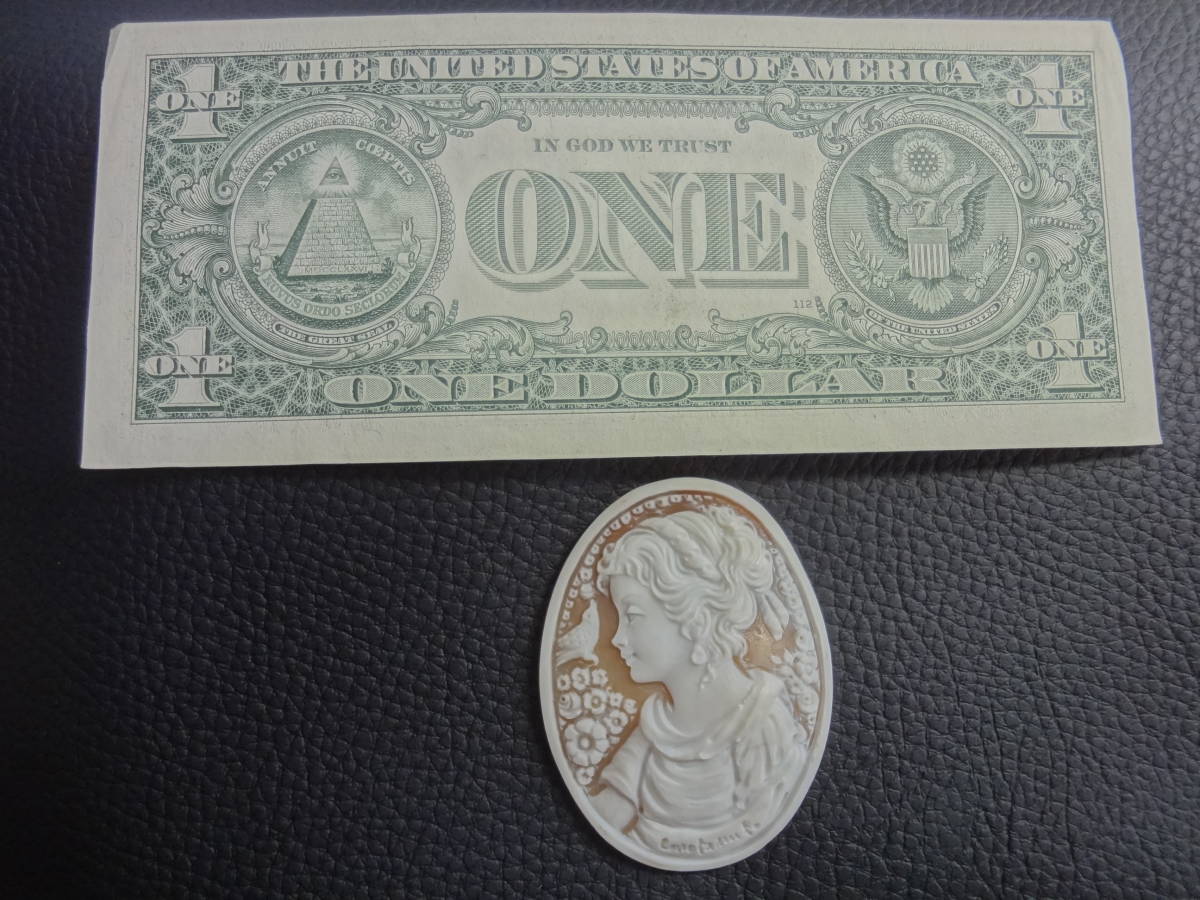 THE UNITED STATES OF AMERICA
1 ONE
1 ONE
IN GOD WE TRUST
ANNUIT CŒPTIS
ONE
MDCCLXXVI
NOVUS ORDO SECLORUM
THE GREAT SEAL
112
OF THE UNITED STATES
1 ONE
1 ONE
ONE DOLLAR